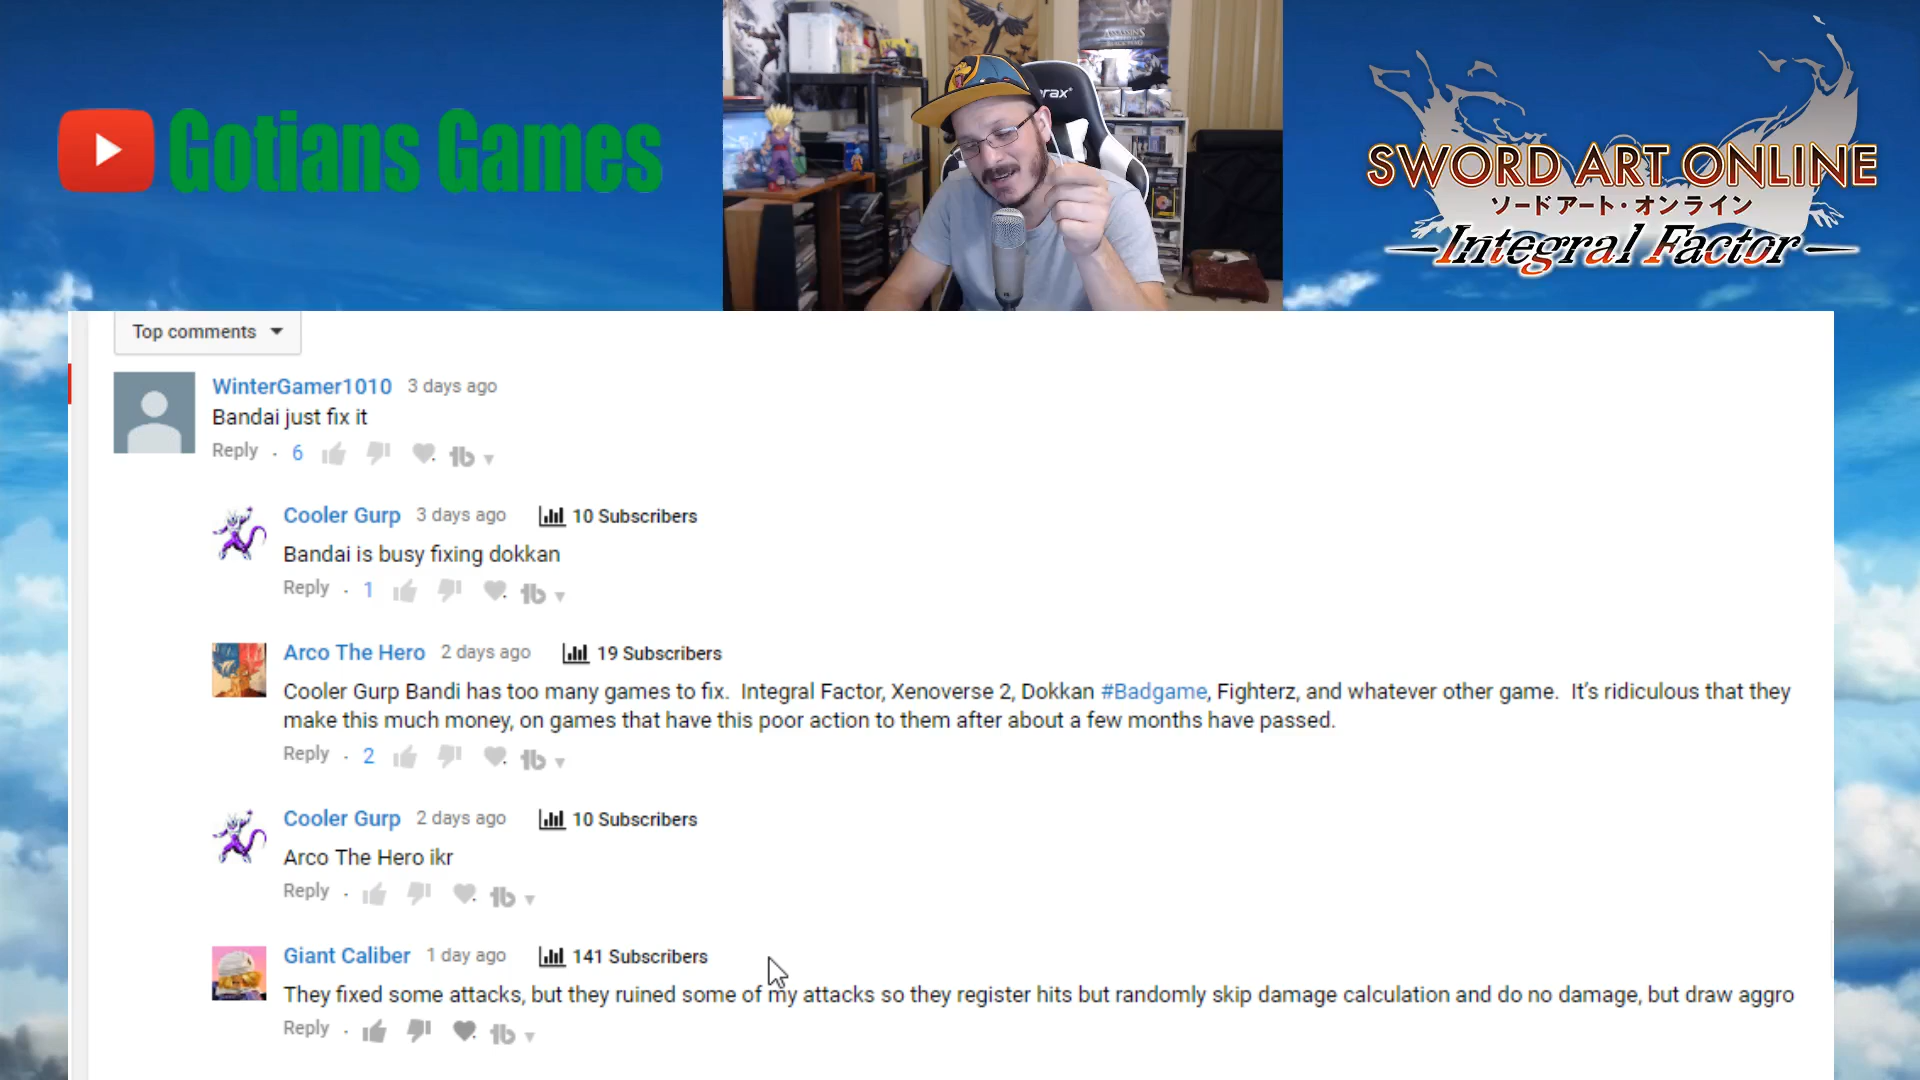 Gotians Games
ASSASSINS
rax
SWORD ART ONLINE
ソードアート・オンライン
Integral Factor
Top comments
WinterGamer1010 3 days ago
Bandai just fix it
Reply · 6
Cooler Gurp 3 days ago 10 Subscribers
Bandai is busy fixing dokkan
Reply · 1
Arco The Hero 2 days ago 19 Subscribers
Cooler Gurp Bandi has too many games to fix. Integral Factor, Xenoverse 2, Dokkan #Badgame, Fighterz, and whatever other game. It's ridiculous that they
make this much money, on games that have this poor action to them after about a few months have passed.
Reply · 2
Cooler Gurp 2 days ago 10 Subscribers
Arco The Hero ikr
Reply ·
Giant Caliber 1 day ago 141 Subscribers
They fixed some attacks, but they ruined some of my attacks so they register hits but randomly skip damage calculation and do no damage, but draw aggro
Reply ·